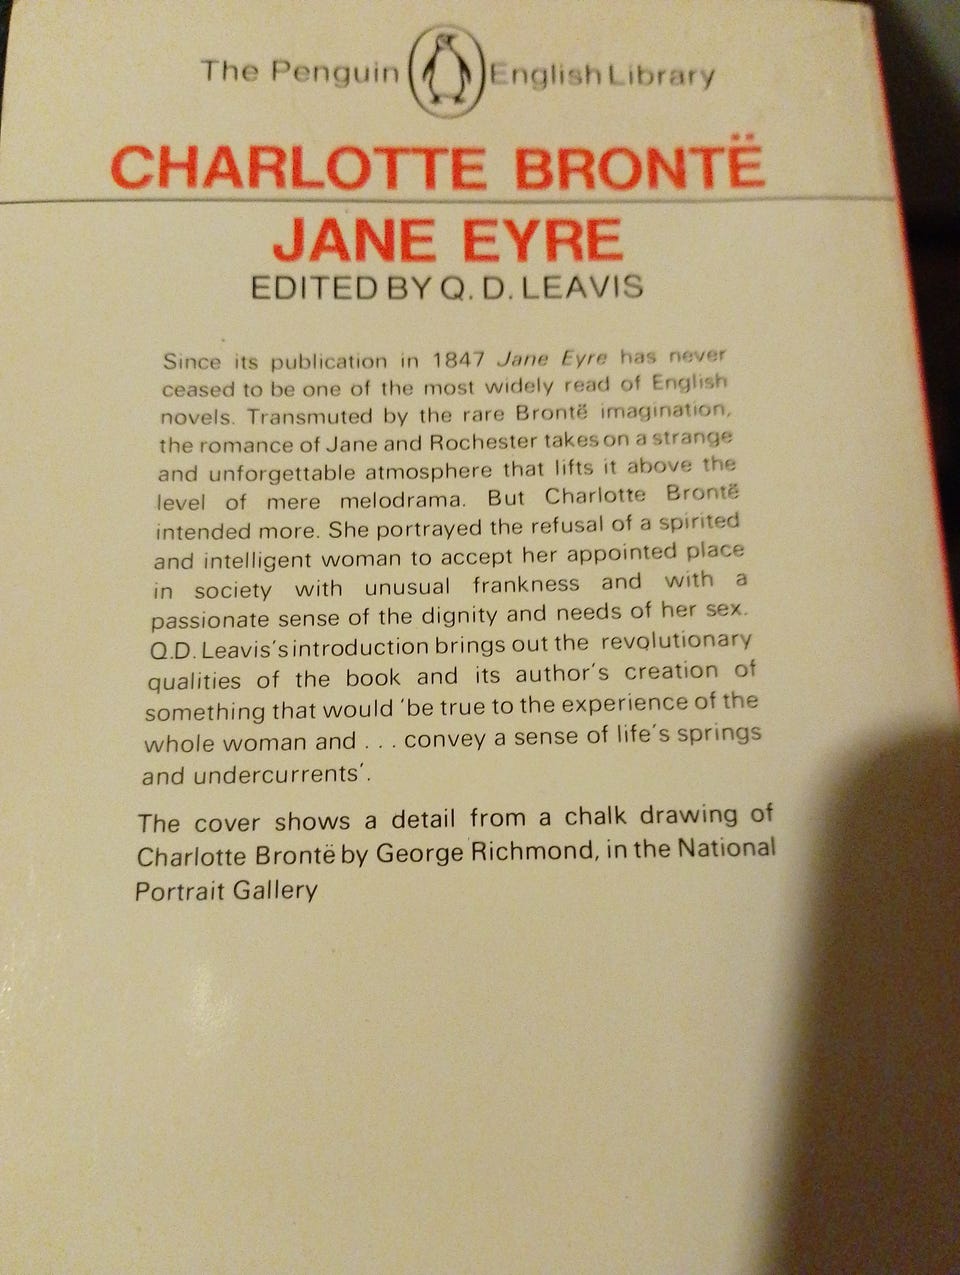 The Penguin English Library
CHARLOTTE BRONTË
JANE EYRE
EDITED BY Q. D. LEAVIS
Since its publication in 1847 Jane Eyre has never
ceased to be one of the most widely read of English
novels. Transmuted by the rare Brontë imagination,
the romance of Jane and Rochester takes on a strange
and unforgettable atmosphere that lifts it above the
level of mere melodrama. But Charlotte Brontë
intended more. She portrayed the refusal of a spirited
and intelligent woman to accept her appointed place
in society with unusual frankness and with a
passionate sense of the dignity and needs of her sex.
Q.D. Leavis's introduction brings out the revolutionary
qualities of the book and its author's creation of
something that would 'be true to the experience of the
whole woman and . . . convey a sense of life's springs
and undercurrents'.
The cover shows a detail from a chalk drawing of
Charlotte Brontë by George Richmond, in the National
Portrait Gallery